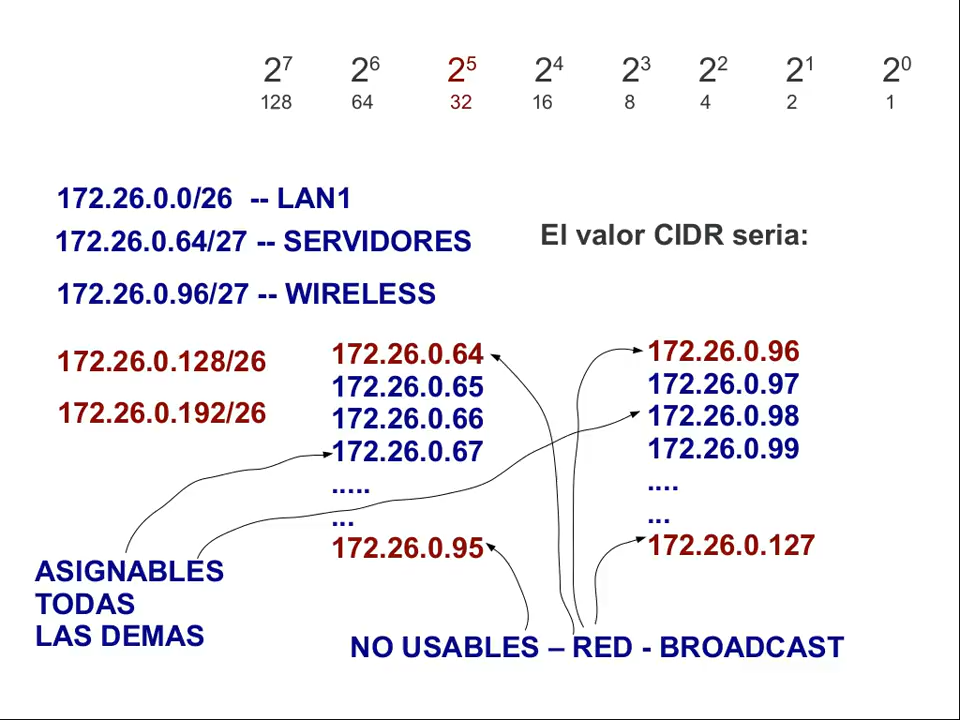 2⁷ 2⁶ 2⁵ 2⁴ 2³ 2² 2¹ 2⁰
128 64 32 16 8 4 2 1
172.26.0.0/26 -- LAN1
172.26.0.64/27 -- SERVIDORES
El valor CIDR seria:
172.26.0.96/27 -- WIRELESS
172.26.0.128/26
172.26.0.192/26
172.26.0.64
172.26.0.65
172.26.0.66
172.26.0.67
.....
...
172.26.0.95
172.26.0.96
172.26.0.97
172.26.0.98
172.26.0.99
....
...
172.26.0.127
ASIGNABLES
TODAS
LAS DEMAS
NO USABLES – RED - BROADCAST